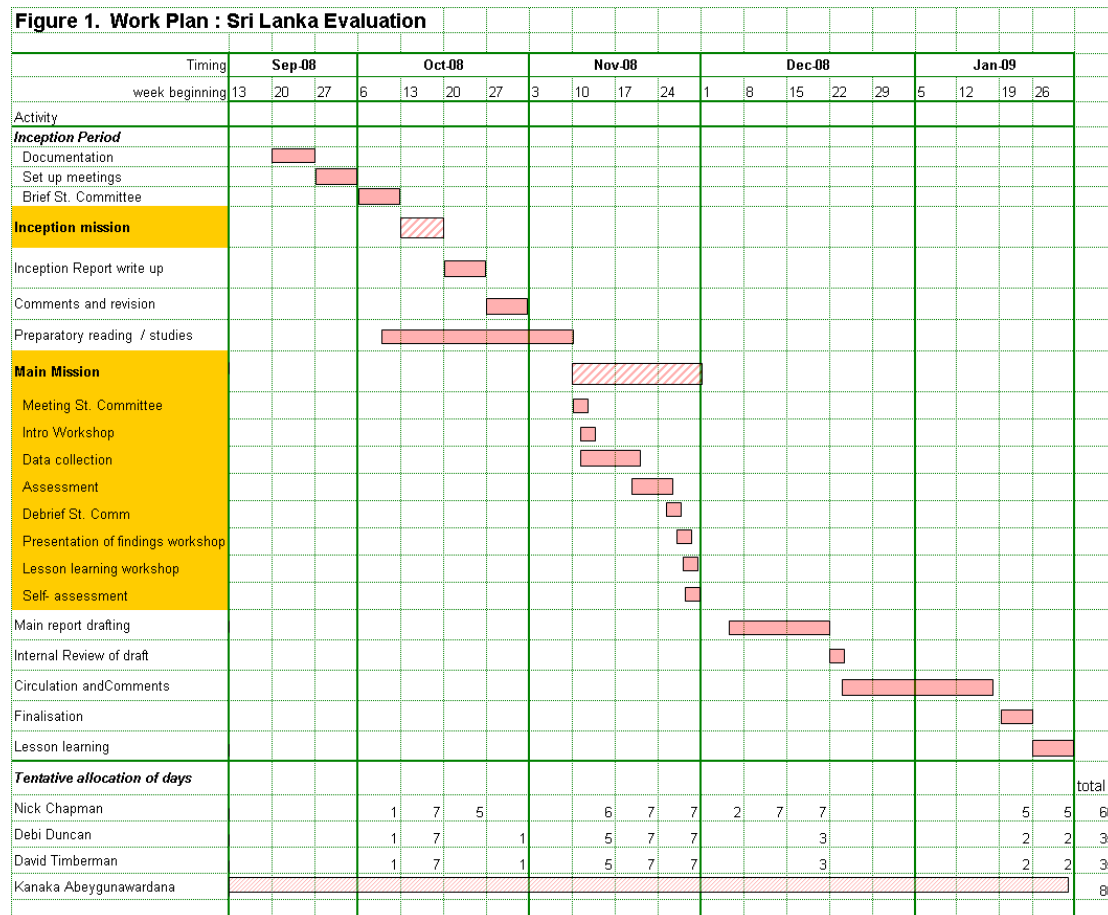 Figure 1.  Work Plan : Sri Lanka Evaluation
Timing Sep-08 Oct-08 Nov-08 Dec-08 Jan-09
week beginning 13 20 27 6 13 20 27 3 10 17 24 1 8 15 22 29 5 12 19 26
Activity
Inception Period
Documentation
Set up meetings
Brief St. Committee
Inception mission
Inception Report write up
Comments and revision
Preparatory reading / studies
Main Mission
Meeting St. Committee
Intro Workshop
Data collection
Assessment
Debrief St. Comm
Presentation of findings workshop
Lesson learning workshop
Self- assessment
Main report drafting
Internal Review of draft
Circulation andComments
Finalisation
Lesson learning
Tentative allocation of days total
Nick Chapman 1 7 5 6 7 7 2 7 7 5 5
Debi Duncan 1 7 1 5 7 7 3 2 2
David Timberman 1 7 1 5 7 7 3 2 2
Kanaka Abeygunawardana